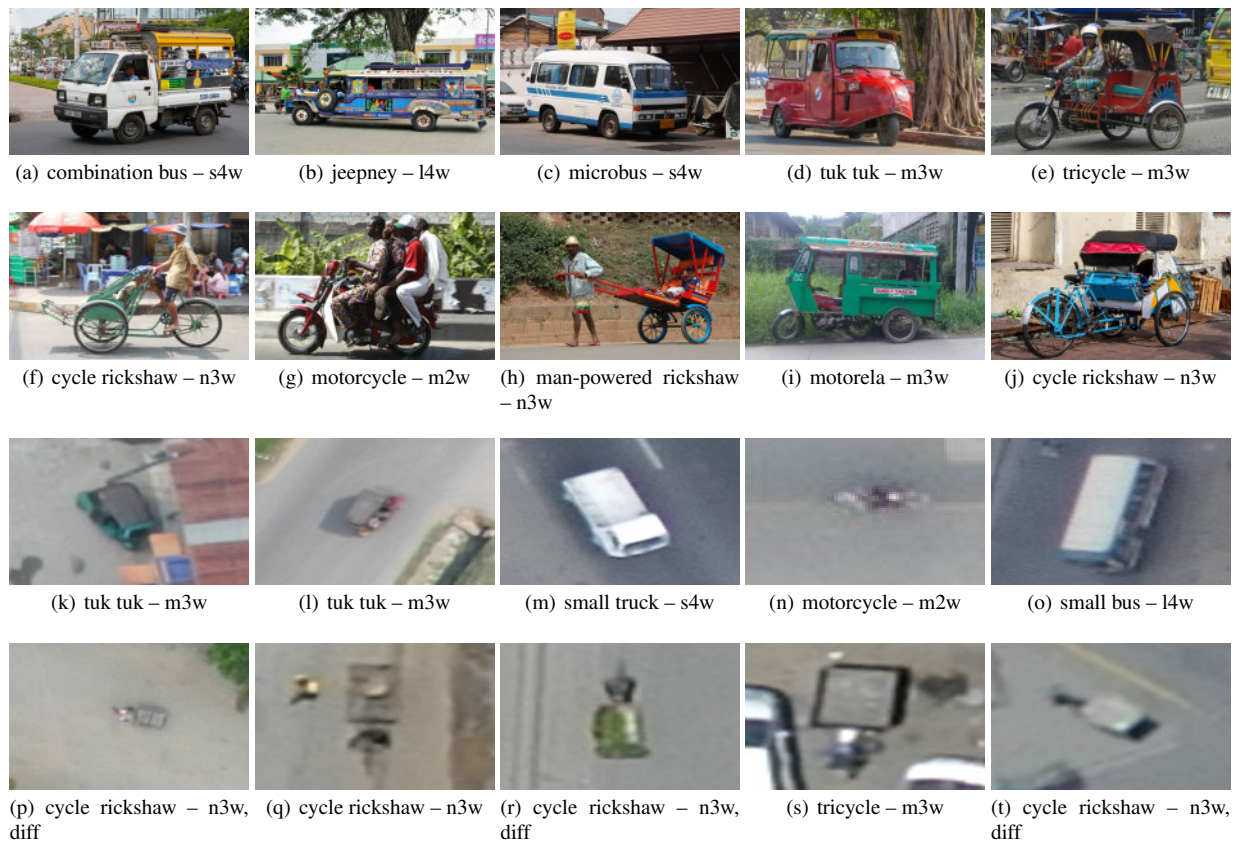 (a) combination bus – s4w
(b) jeepney – l4w
(c) microbus – s4w
(d) tuk tuk – m3w
(e) tricycle – m3w
(f) cycle rickshaw – n3w
(g) motorcycle – m2w
(h) man-powered rickshaw
– n3w
(i) motorela – m3w
(j) cycle rickshaw – n3w
(k) tuk tuk – m3w
(l) tuk tuk – m3w
(m) small truck – s4w
(n) motorcycle – m2w
(o) small bus – l4w
(p) cycle rickshaw – n3w,
diff
(q) cycle rickshaw – n3w
(r) cycle rickshaw – n3w,
diff
(s) tricycle – m3w
(t) cycle rickshaw – n3w,
diff